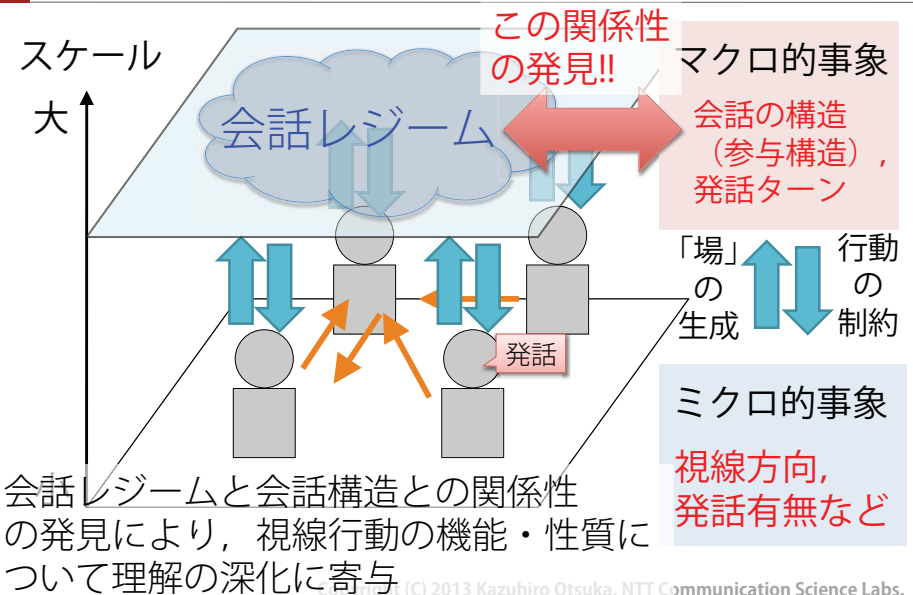 この関係性
の発見!!
スケール
大
会話レジーム
マクロ的事象
会話の構造
（参与構造）,
発話ターン
「場」
の
生成
行動
の
制約
発話
ミクロ的事象
視線方向,
発話有無など
会話レジームと会話構造との関係性
の発見により，視線行動の機能・性質に
ついて理解の深化に寄与
Copyright (C) 2013 Kazuhiro Otsuka, NTT Communication Science Labs.